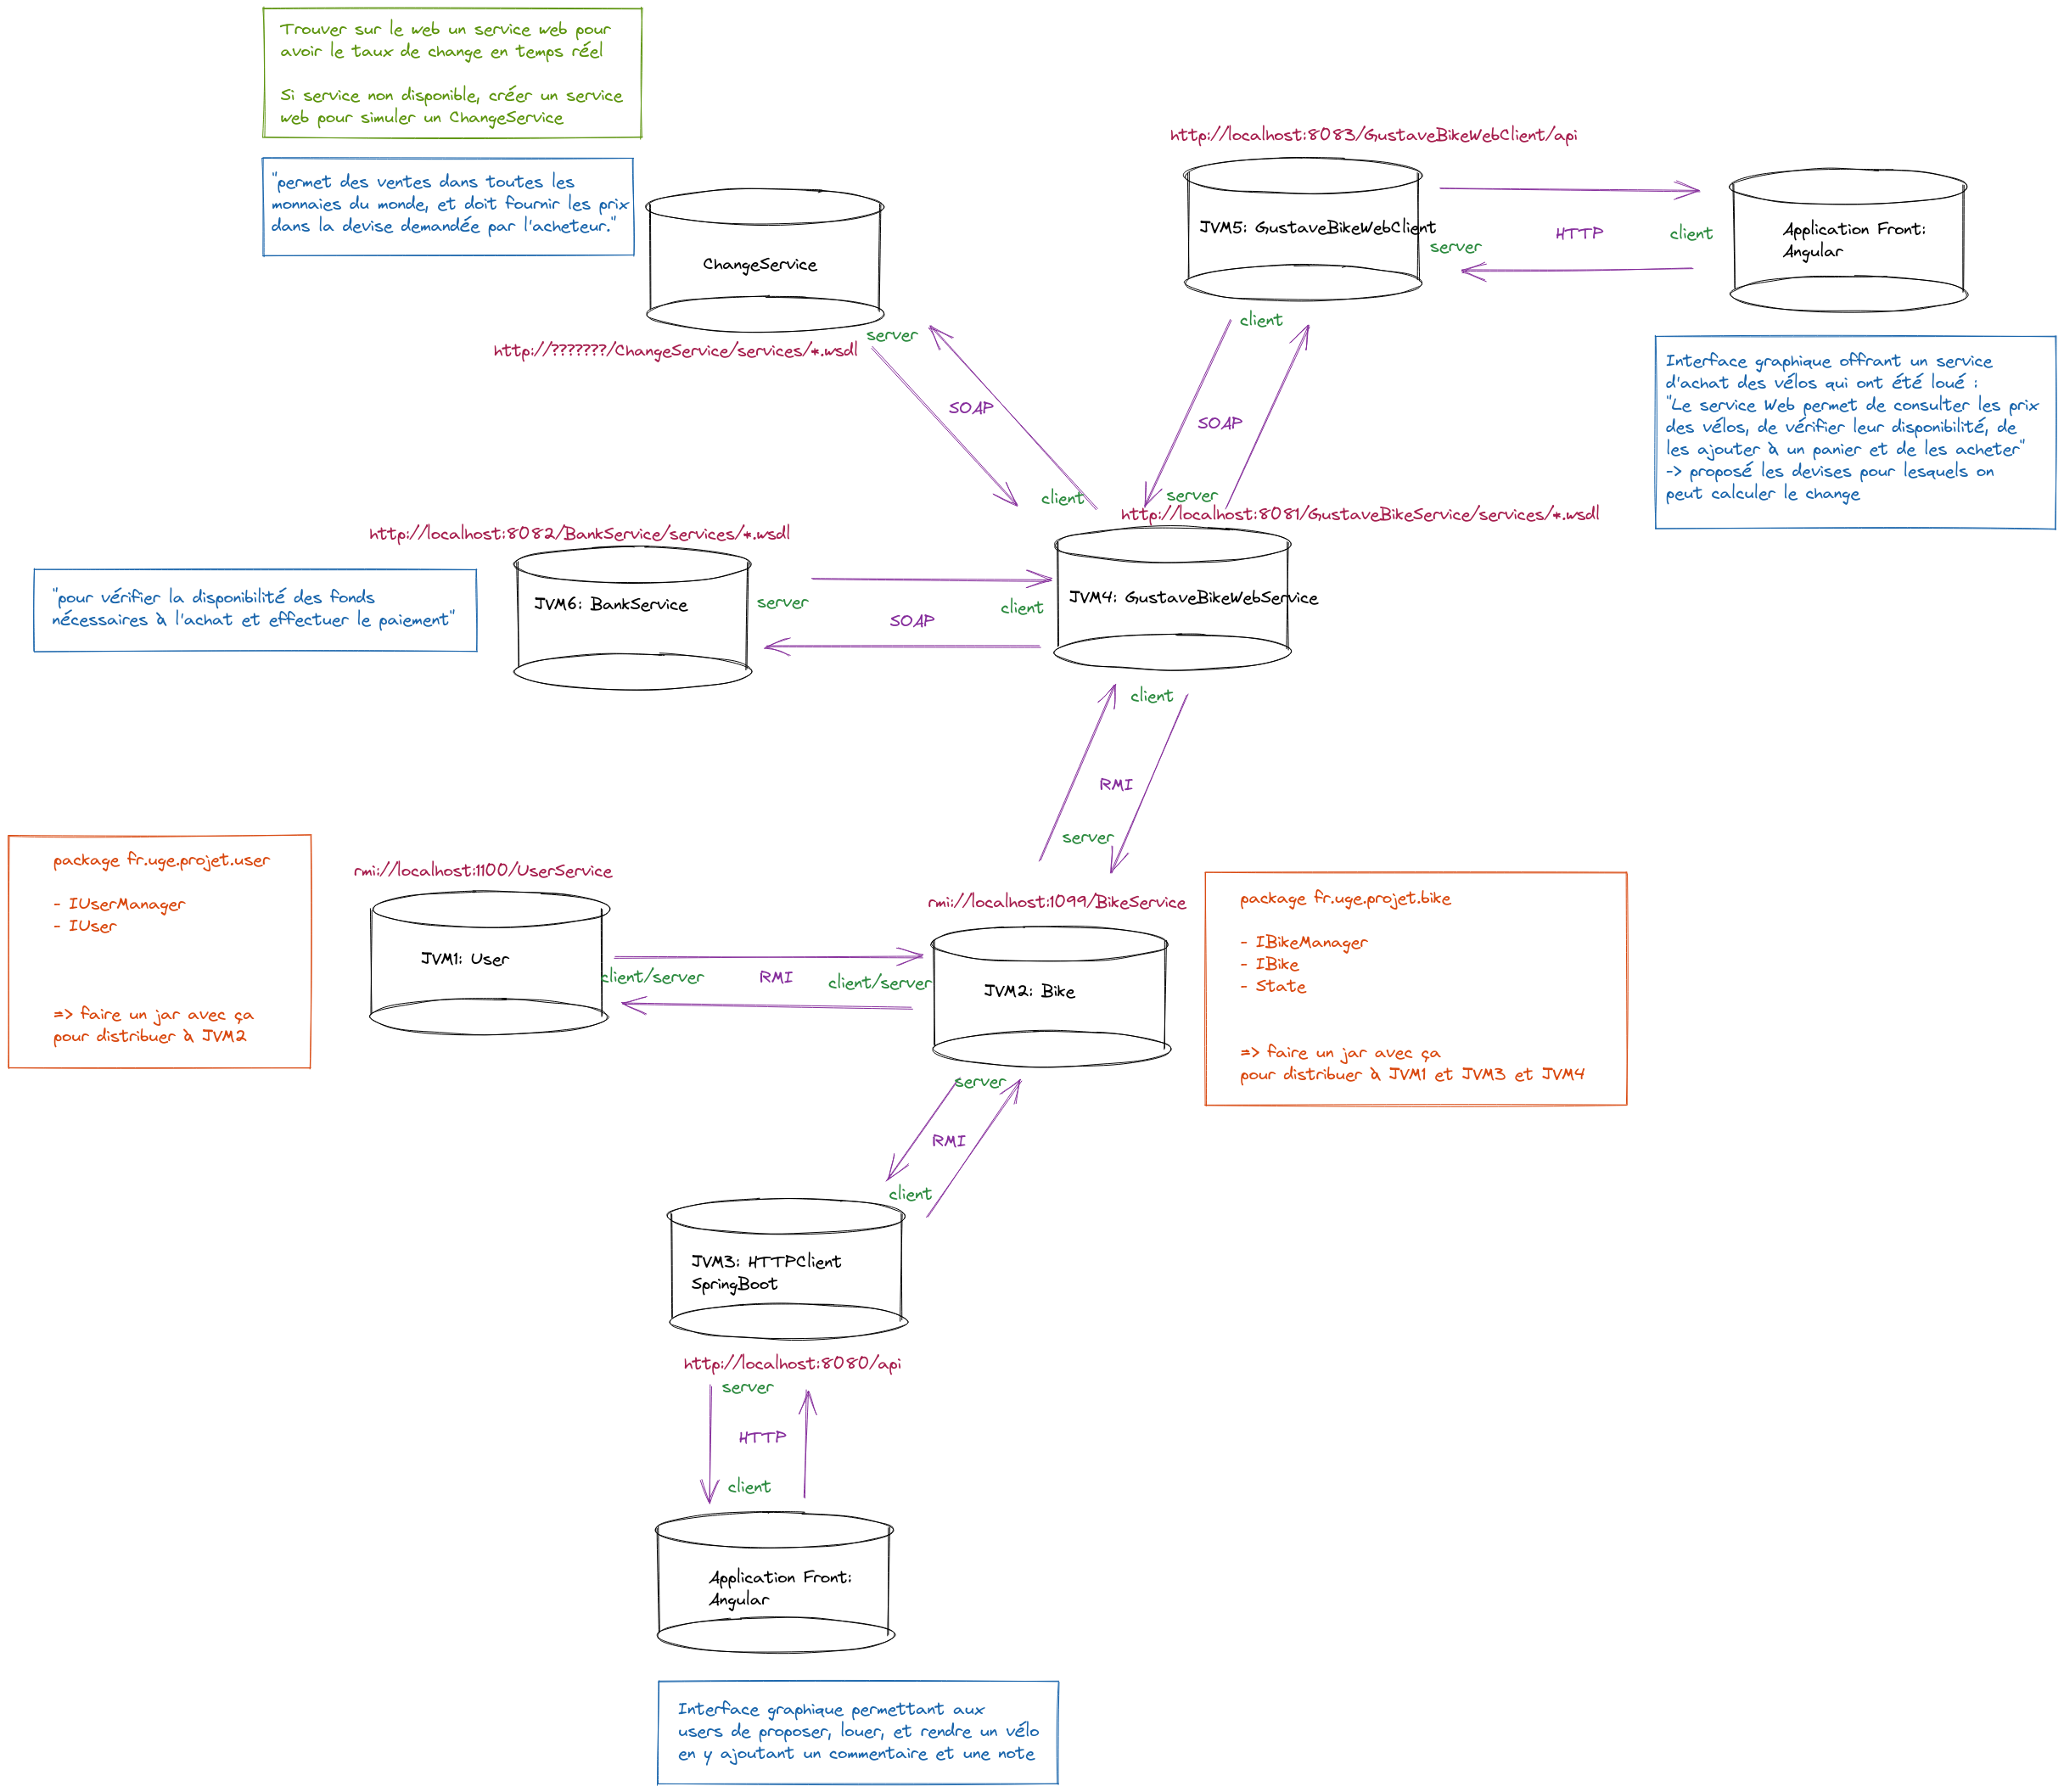 Trouver sur le web un service web pour
avoir le taux de change en temps réel
Si service non disponible, créer un service
web pour simuler un ChangeService
"permet des ventes dans toutes les
monnaies du monde, et doit fournir les prix
dans la devise demandée par l'acheteur."
ChangeService
server
http://???????/ChangeService/services/*.wsdl
SOAP
client
http://localhost:8083/GustaveBikeWebClient/api
JVM5: GustaveBikeWebClient
server
HTTP
client
Application Front:
Angular
client
SOAP
server
Interface graphique offrant un service
d'achat des vélos qui ont été loué :
"Le service Web permet de consulter les prix
des vélos, de vérifier leur disponibilité, de
les ajouter à un panier et de les acheter"
-> proposé les devises pour lesquels on
peut calculer le change
http://localhost:8081/GustaveBikeService/services/*.wsdl
JVM4: GustaveBikeWebService
http://localhost:8082/BankService/services/*.wsdl
JVM6: BankService
server
SOAP
client
"pour vérifier la disponibilité des fonds
nécessaires à l'achat et effectuer le paiement"
client
RMI
server
package fr.uge.projet.user
- IUserManager
- IUser
=> faire un jar avec ça
pour distribuer à JVM2
rmi://localhost:1100/UserService
JVM1: User
client/server
RMI
client/server
rmi://localhost:1099/BikeService
JVM2: Bike
package fr.uge.projet.bike
- IBikeManager
- IBike
- State
=> faire un jar avec ça
pour distribuer à JVM1 et JVM3 et JVM4
server
RMI
client
JVM3: HTTPClient
SpringBoot
http://localhost:8080/api
server
HTTP
client
Application Front:
Angular
Interface graphique permettant aux
users de proposer, louer, et rendre un vélo
en y ajoutant un commentaire et une note